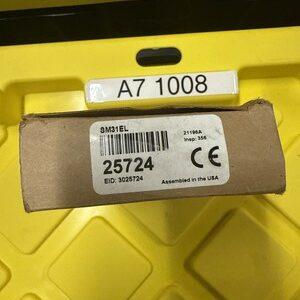 A7 1008
SM31EL
21196A
Insp: 356
25724
CE
EID: 3025724
Assembled in the USA